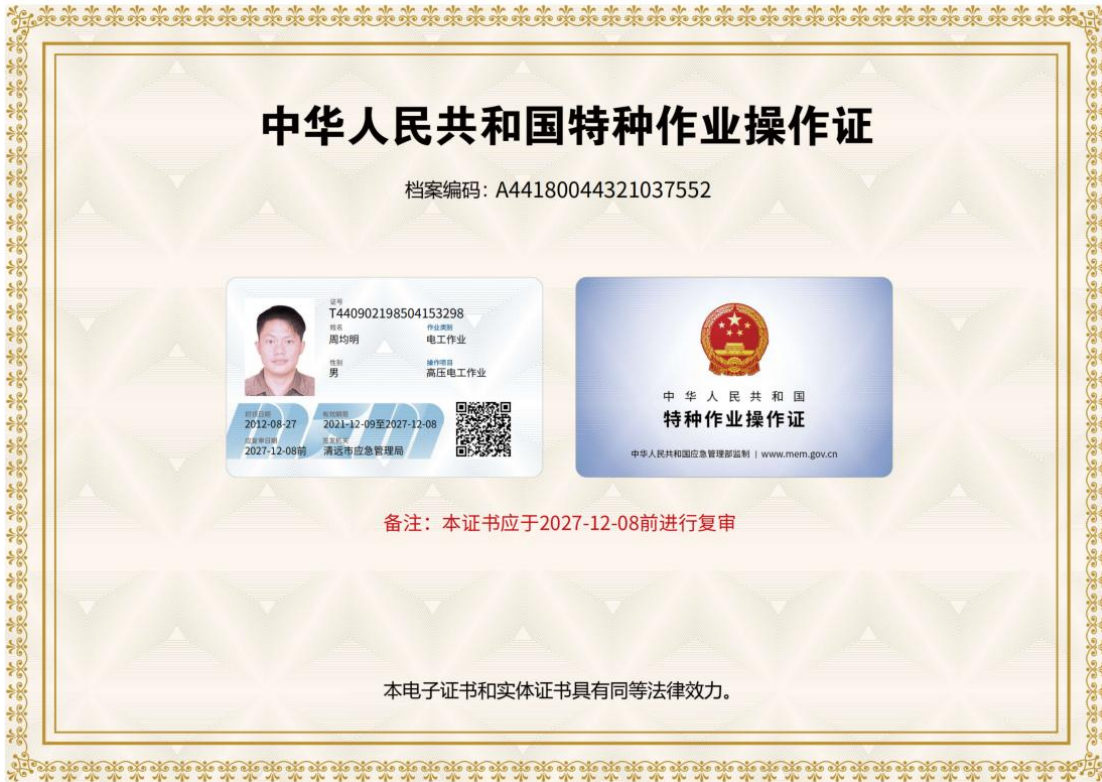 中华人民共和国特种作业操作证
档案编码：A44180044321037552
证号
T440902198504153298
姓名
周均明
作业类别
电工作业
性别
男
操作项目
高压电工作业
初领日期
2012-08-27
有效期限
2021-12-09至2027-12-08
应复审日期
2027-12-08前
签发机关
清远市应急管理局
中华人民共和国
特种作业操作证
中华人民共和国应急管理部监制 | www.mem.gov.cn
备注：本证书应于2027-12-08前进行复审
本电子证书和实体证书具有同等法律效力。